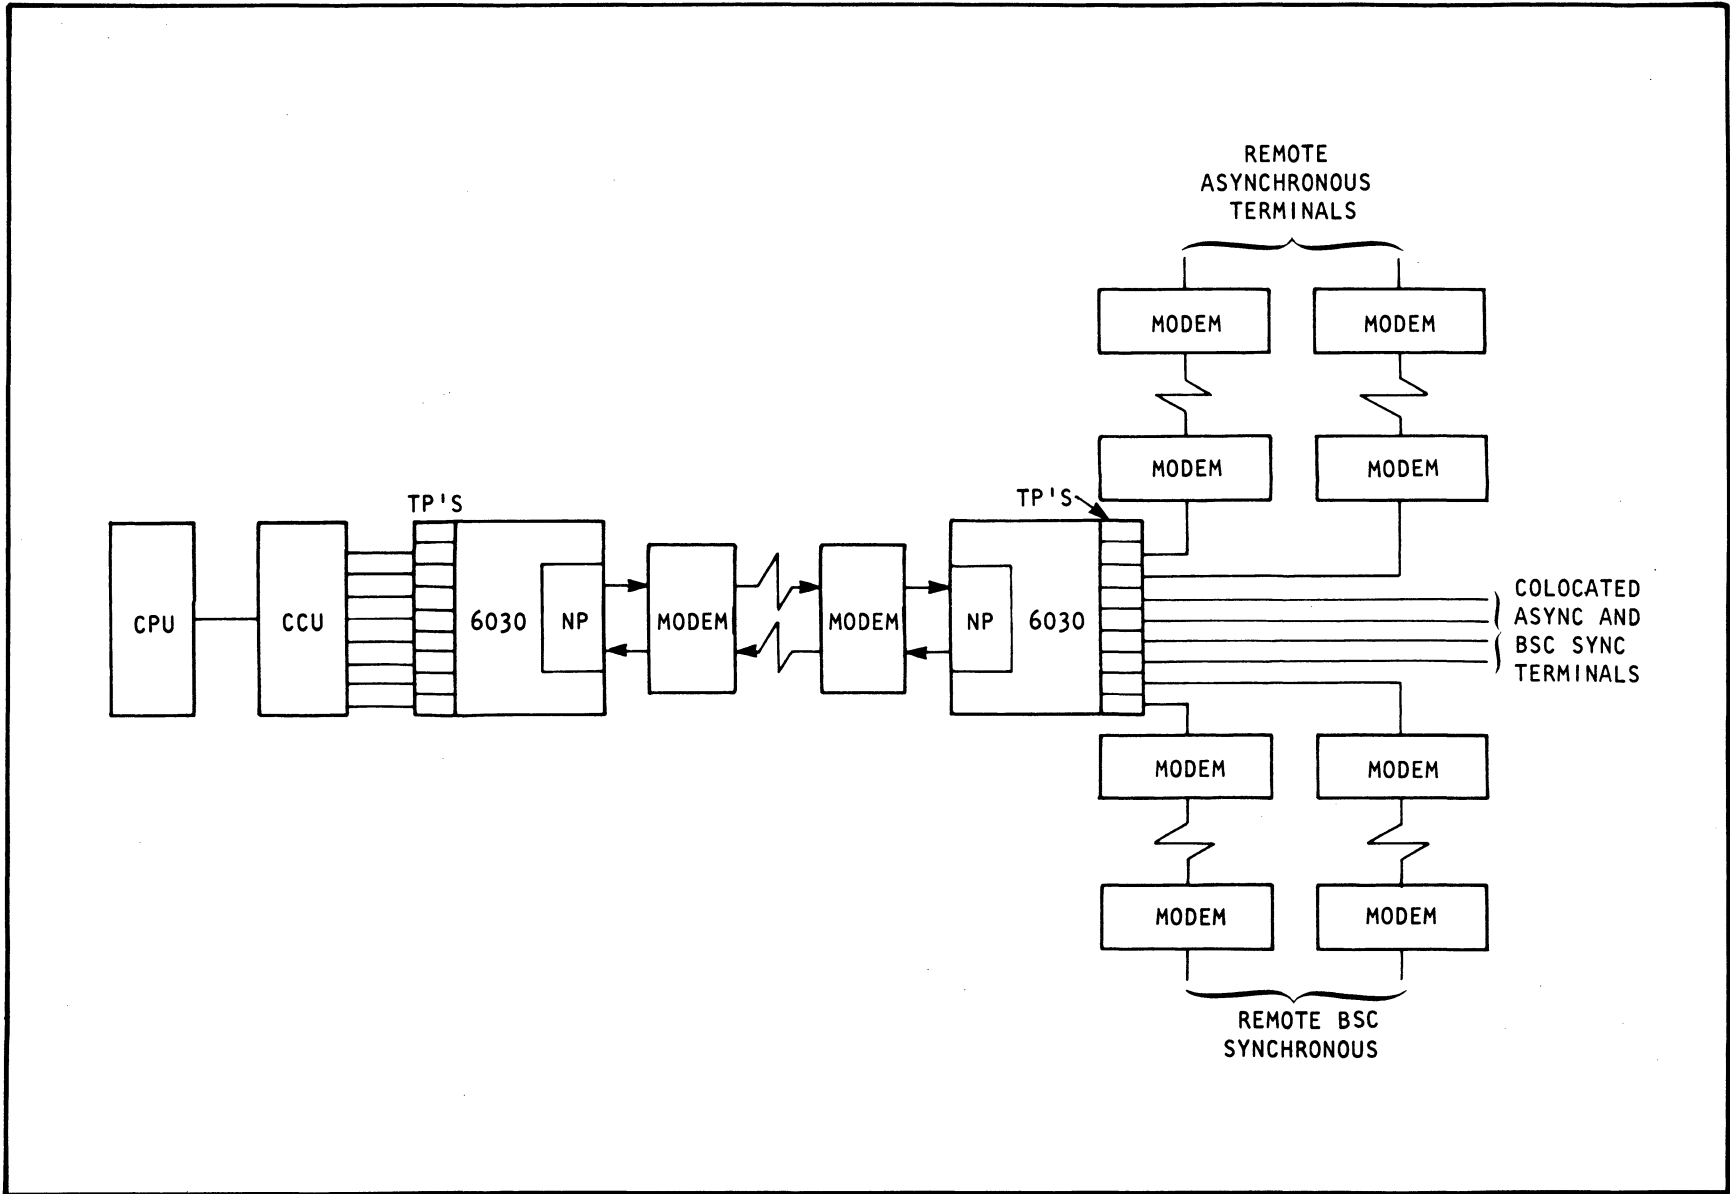 REMOTE
ASYNCHRONOUS
TERMINALS
MODEM
MODEM
MODEM
MODEM
TP'S
TP'S
CPU
CCU
6030
NP
MODEM
MODEM
NP
6030
COLOCATED
ASYNC AND
BSC SYNC
TERMINALS
MODEM
MODEM
MODEM
MODEM
REMOTE BSC
SYNCHRONOUS